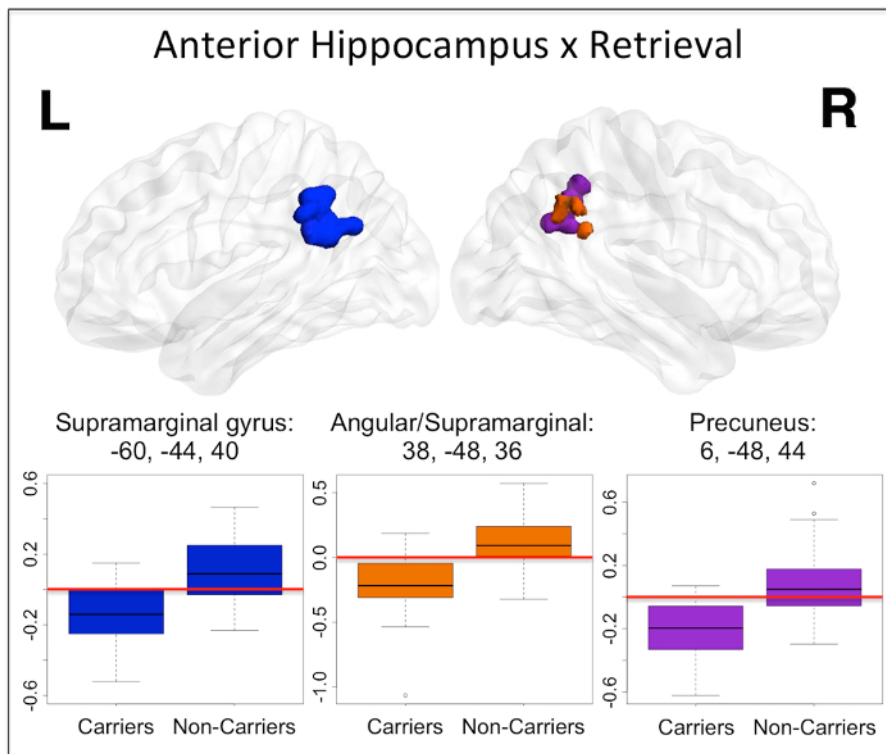 Anterior Hippocampus x Retrieval
L
R
Supramarginal gyrus:
-60, -44, 40
Angular/Supramarginal:
38, -48, 36
Precuneus:
6, -48, 44
0.6
0.2
-0.2
-0.6
Carriers Non-Carriers
0.5
0.0
-0.5
-1.0
Carriers Non-Carriers
0.6
0.2
-0.2
-0.6
Carriers Non-Carriers